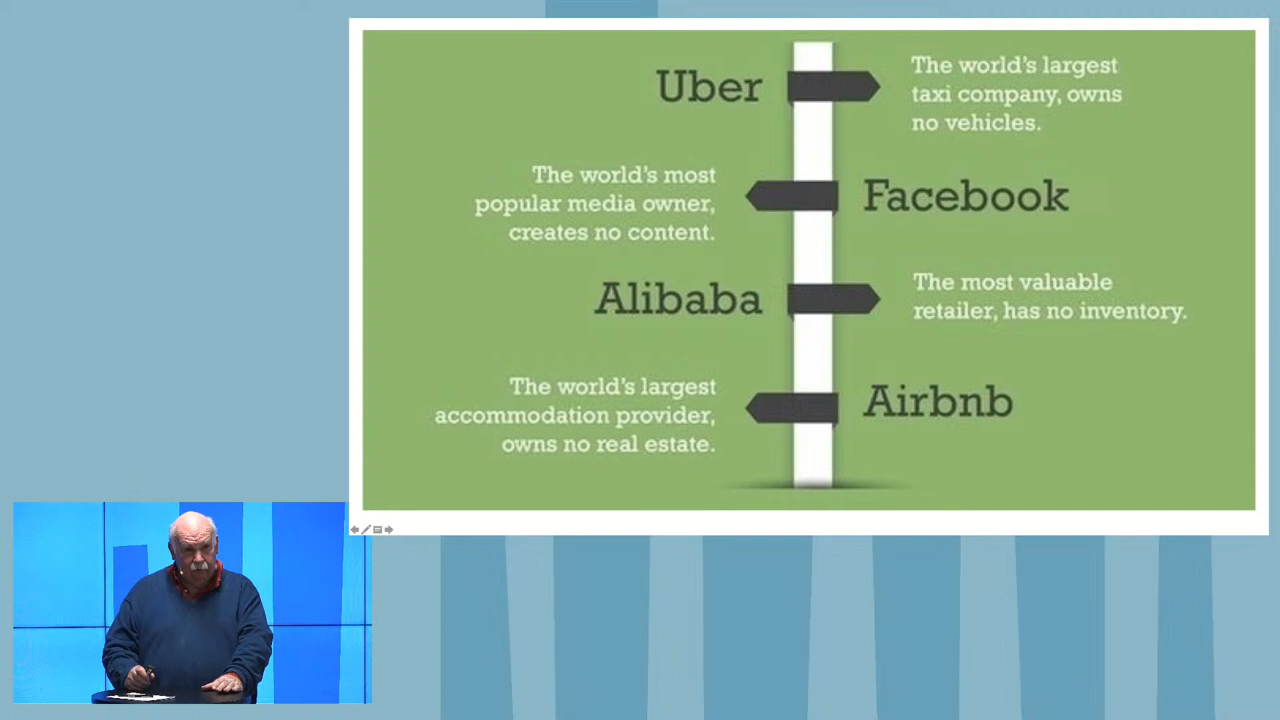 Uber
The world's largest
taxi company, owns
no vehicles.
The world's most
popular media owner,
creates no content.
Facebook
Alibaba
The most valuable
retailer, has no inventory.
The world's largest
accommodation provider,
owns no real estate.
Airbnb